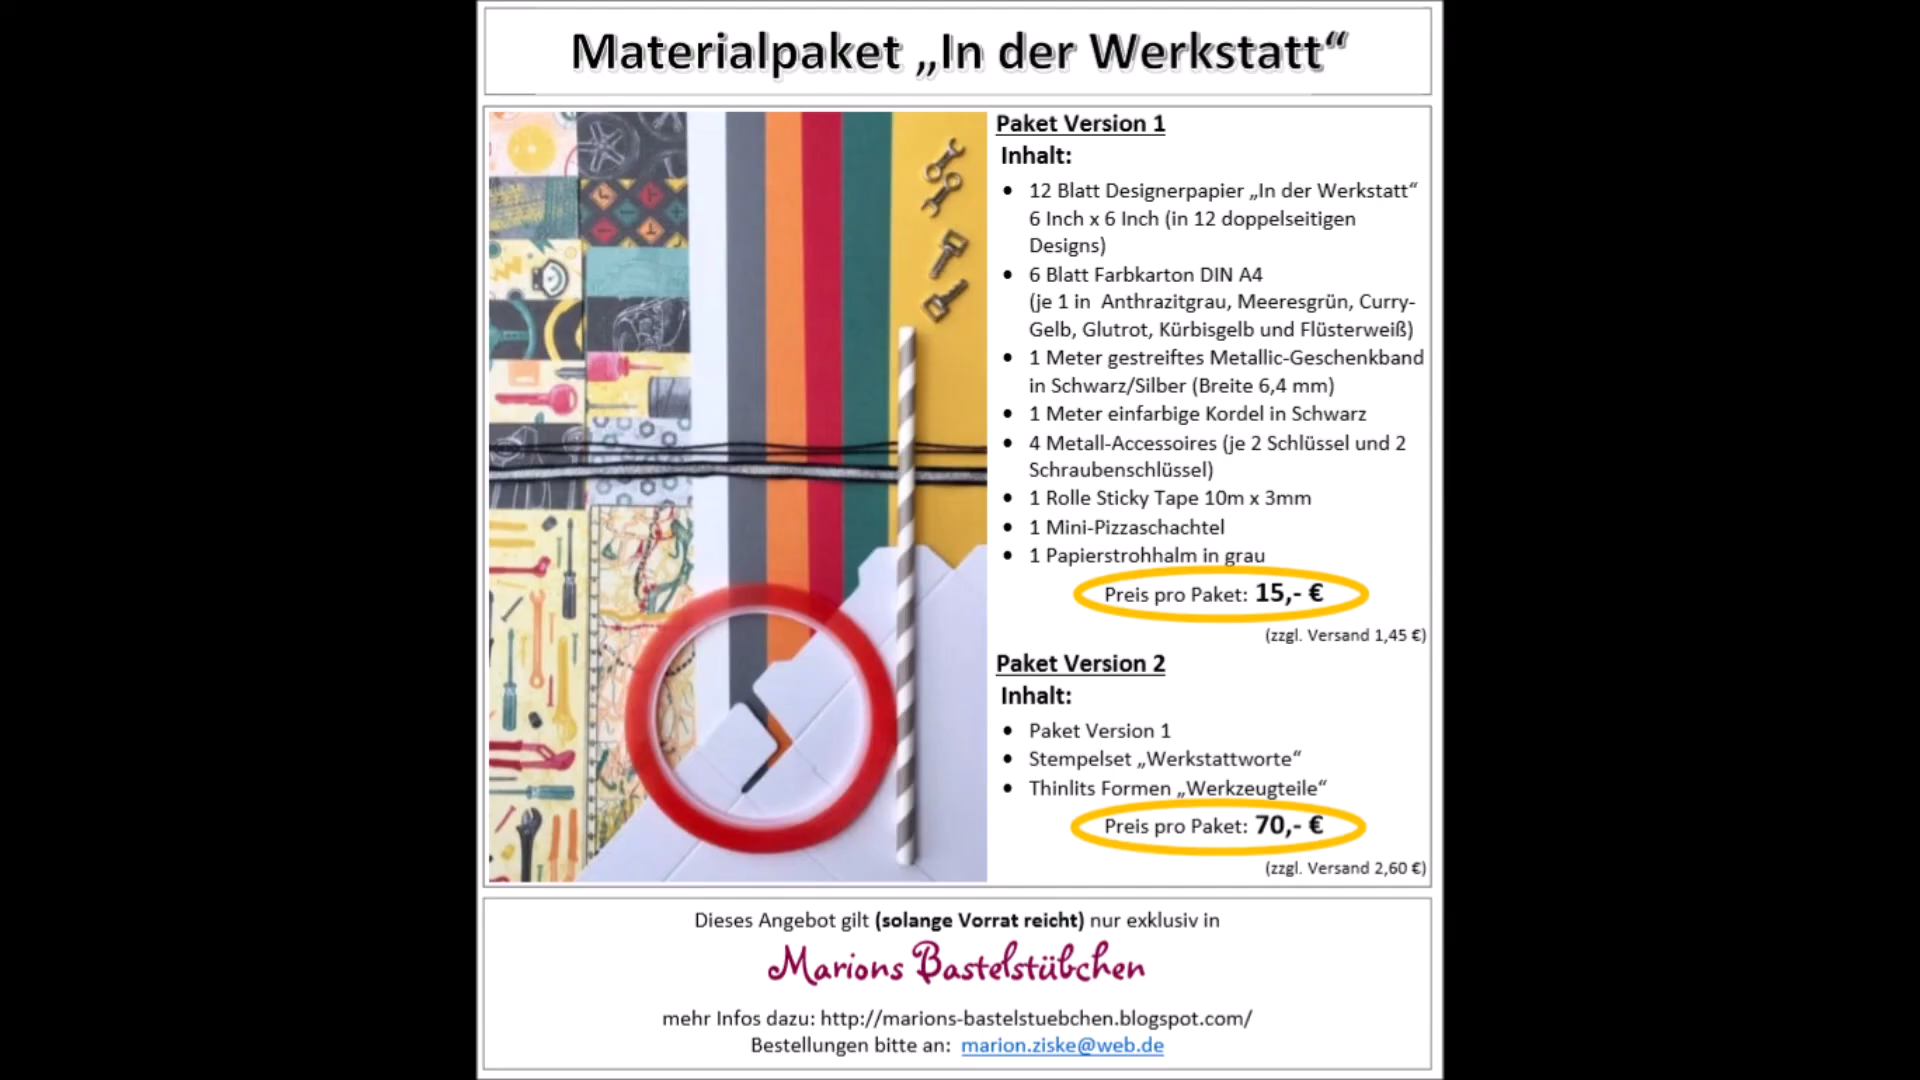 Materialpaket „In der Werkstatt“
Paket Version 1
Inhalt:
• 12 Blatt Designerpapier „In der Werkstatt“
6 Inch x 6 Inch (in 12 doppelseitigen
Designs)
• 6 Blatt Farbkarton DIN A4
(je 1 in  Anthrazitgrau, Meeresgrün, Curry-
Gelb, Glutrot, Kürbisgelb und Flüsterweiß)
• 1 Meter gestreiftes Metallic-Geschenkband
in Schwarz/Silber (Breite 6,4 mm)
• 1 Meter einfarbige Kordel in Schwarz
• 4 Metall-Accessoires (je 2 Schlüssel und 2
Schraubenschlüssel)
• 1 Rolle Sticky Tape 10m x 3mm
• 1 Mini-Pizzaschachtel
• 1 Papierstrohhalm in grau
Preis pro Paket: 15,- €
(zzgl. Versand 1,45 €)
Paket Version 2
Inhalt:
• Paket Version 1
• Stempelset „Werkstattworte“
• Thinlits Formen „Werkzeugteile“
Preis pro Paket: 70,- €
(zzgl. Versand 2,60 €)
Dieses Angebot gilt (solange Vorrat reicht) nur exklusiv in
Marions Bastelstübchen
mehr Infos dazu: http://marions-bastelstuebchen.blogspot.com/
Bestellungen bitte an: marion.ziske@web.de